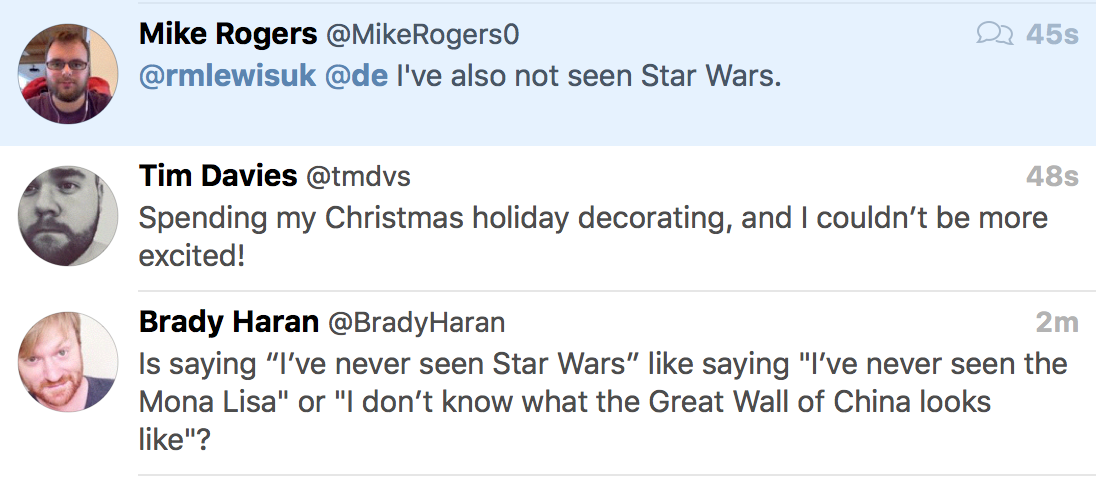 Mike Rogers @MikeRogers0 45s
@rmlewisuk @de I've also not seen Star Wars.
Tim Davies @tmdvs 48s
Spending my Christmas holiday decorating, and I couldn’t be more
excited!
Brady Haran @BradyHaran 2m
Is saying “I’ve never seen Star Wars” like saying "I’ve never seen the
Mona Lisa" or "I don’t know what the Great Wall of China looks
like"?